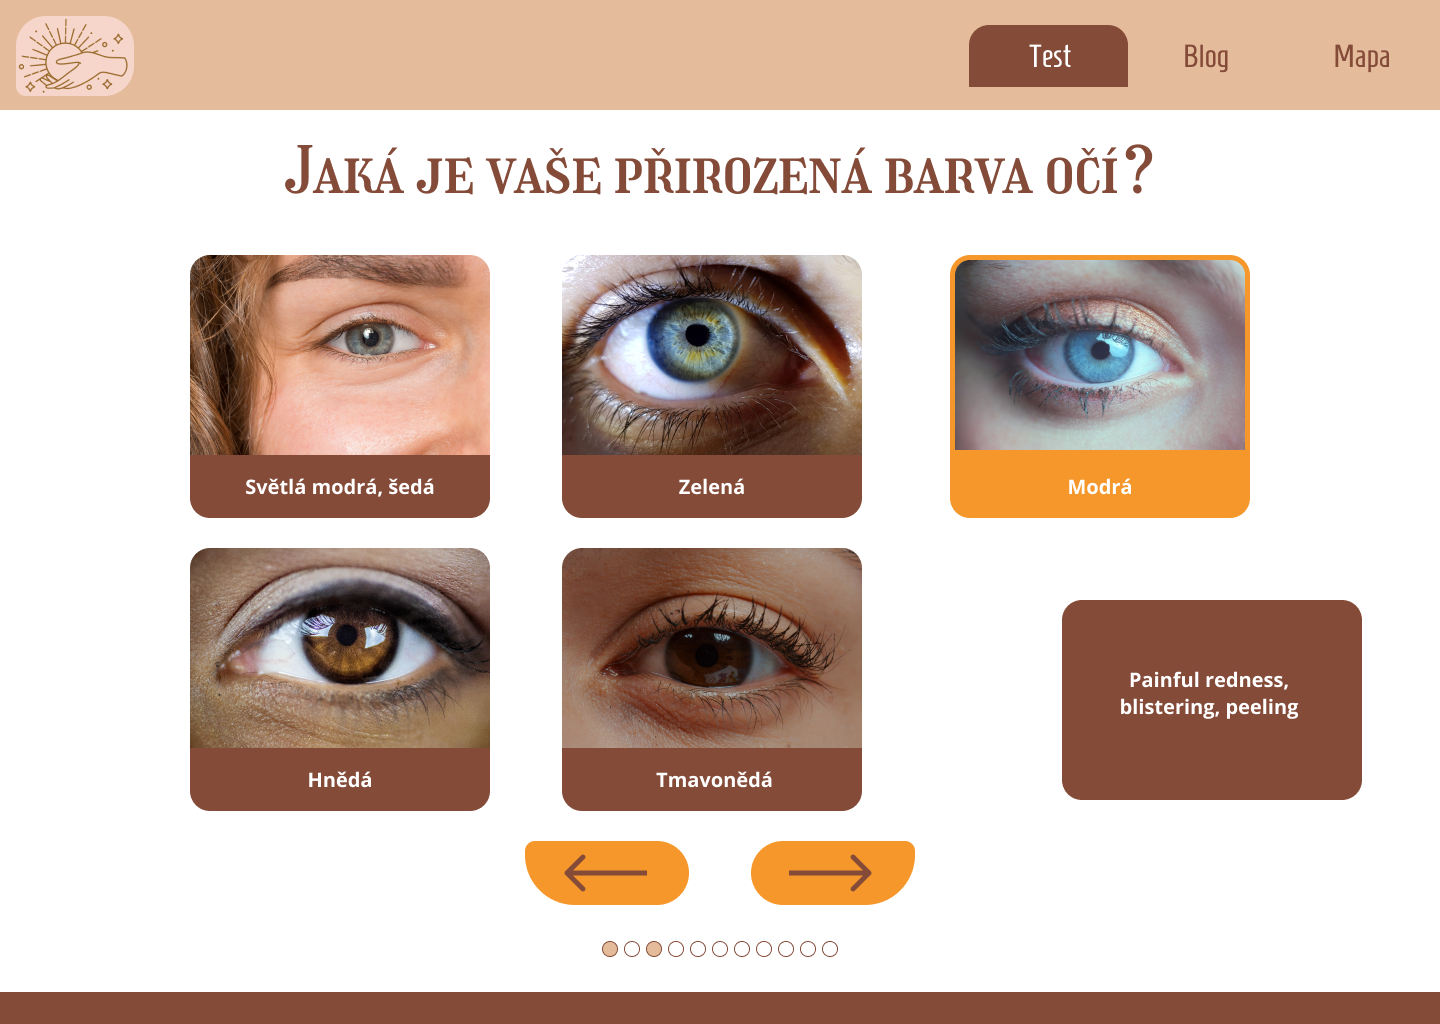 Test
Blog
Mapa
Jaká je vaše přirozená barva očí?
Světlá modrá, šedá
Zelená
Modrá
Hnědá
Tmavonědá
Painful redness,
blistering, peeling